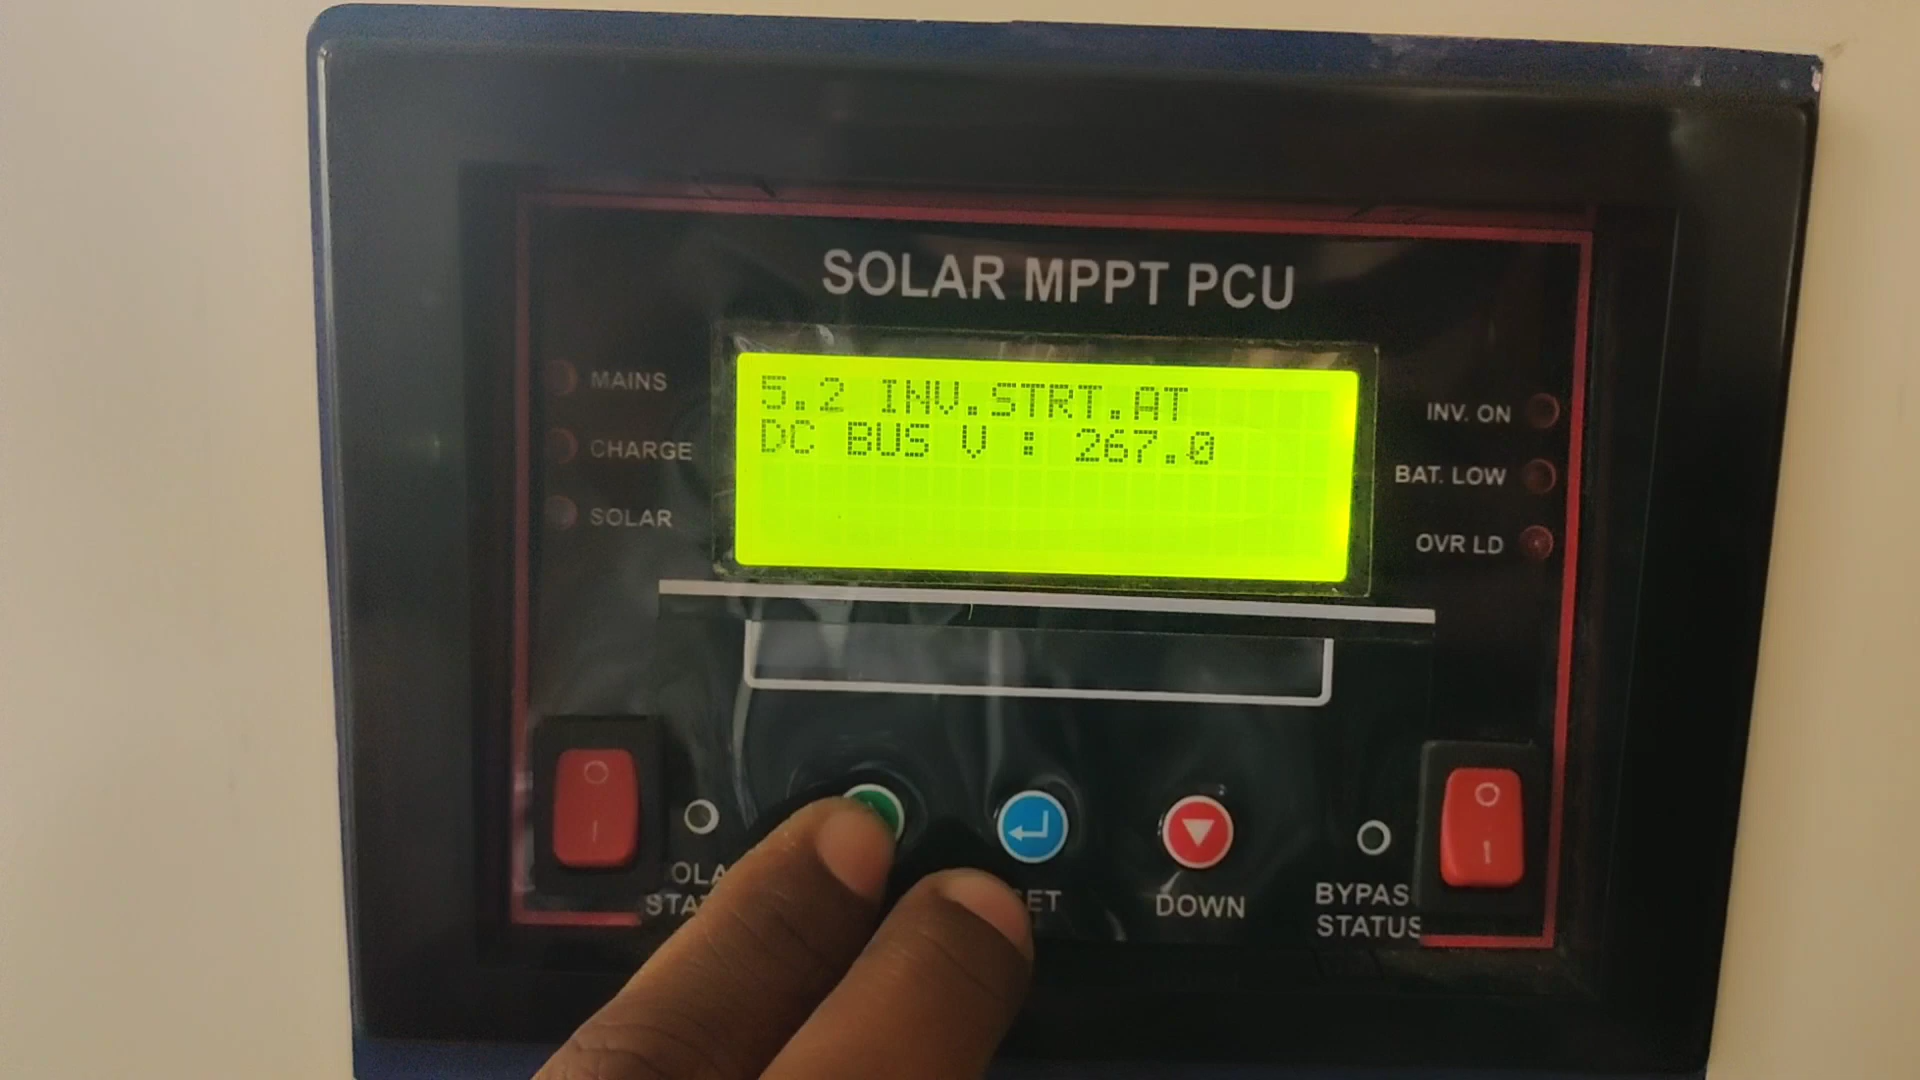 SOLAR MPPT PCU
MAINS
CHARGE
SOLAR
5.2 INV.STRT.AT
DC BUS V : 267.0
INV. ON
BAT. LOW
OVR LD
DOWN
BYPAS
STATUS